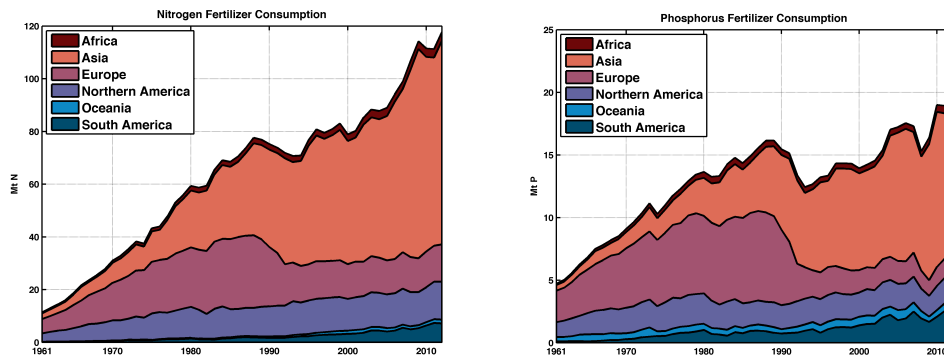 Nitrogen Fertilizer Consumption
120
100
80
60
40
20
0
Mt N
Africa
Asia
Europe
Northern America
Oceania
South America
1961
1970
1980
1990
2000
2010
Phosphorus Fertilizer Consumption
25
20
15
10
5
0
Mt P
Africa
Asia
Europe
Northern America
Oceania
South America
1961
1970
1980
1990
2000
2010